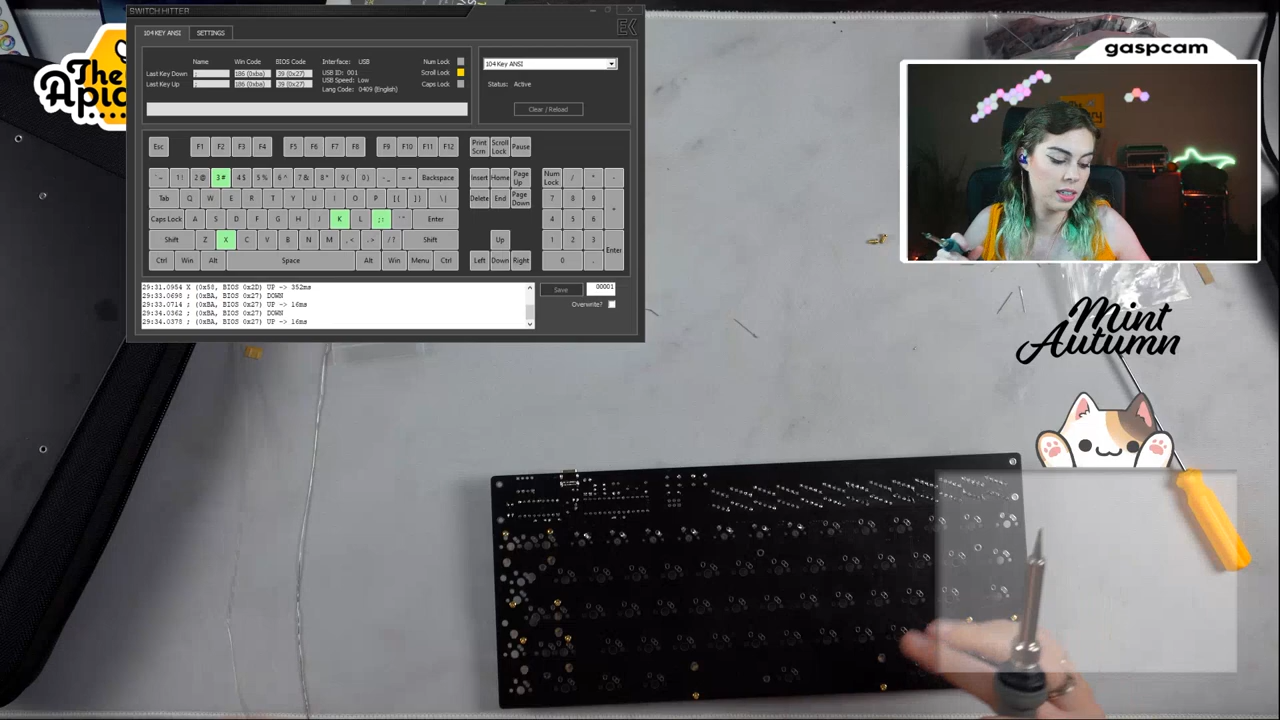 SWITCH HITTER
EK
104 KEY ANSI
SETTINGS
Name
Win Code
BIOS Code
Last Key Down
;
186 (0xba)
39 (0x27)
Last Key Up
;
186 (0xba)
39 (0x27)
Interface: USB
USB ID: 001
USB Speed: Low
Lang Code: 0409 (English)
Num Lock
Scroll Lock
Caps Lock
104 Key ANSI
Status: Active
Clear / Reload
Esc F1 F2 F3 F4 F5 F6 F7 F8 F9 F10 F11 F12 Print Scrn Scroll Lock Pause
`~ 1! 2@ 3# 4$ 5% 6^ 7& 8* 9( 0) -_ =+ Backspace Insert Home Page Up Num Lock / * -
Tab Q W E R T Y U I O P [{ ]} \| Delete End Page Down 7 8 9 +
Caps Lock A S D F G H J K L ;: '" Enter 4 5 6
Shift Z X C V B N M ,< .> /? Shift Up 1 2 3 Enter
Ctrl Win Alt Space Alt Win Menu Ctrl Left Down Right 0 .
29:31.0954 X (0x58, BIOS 0x2D) UP -> 352ms
29:33.0698 ; (0xBA, BIOS 0x27) DOWN
29:33.0714 ; (0xBA, BIOS 0x27) UP -> 16ms
29:34.0362 ; (0xBA, BIOS 0x27) DOWN
29:34.0378 ; (0xBA, BIOS 0x27) UP -> 16ms
Save
00001
Overwrite?
The
gaspcam
Mint
Autumn